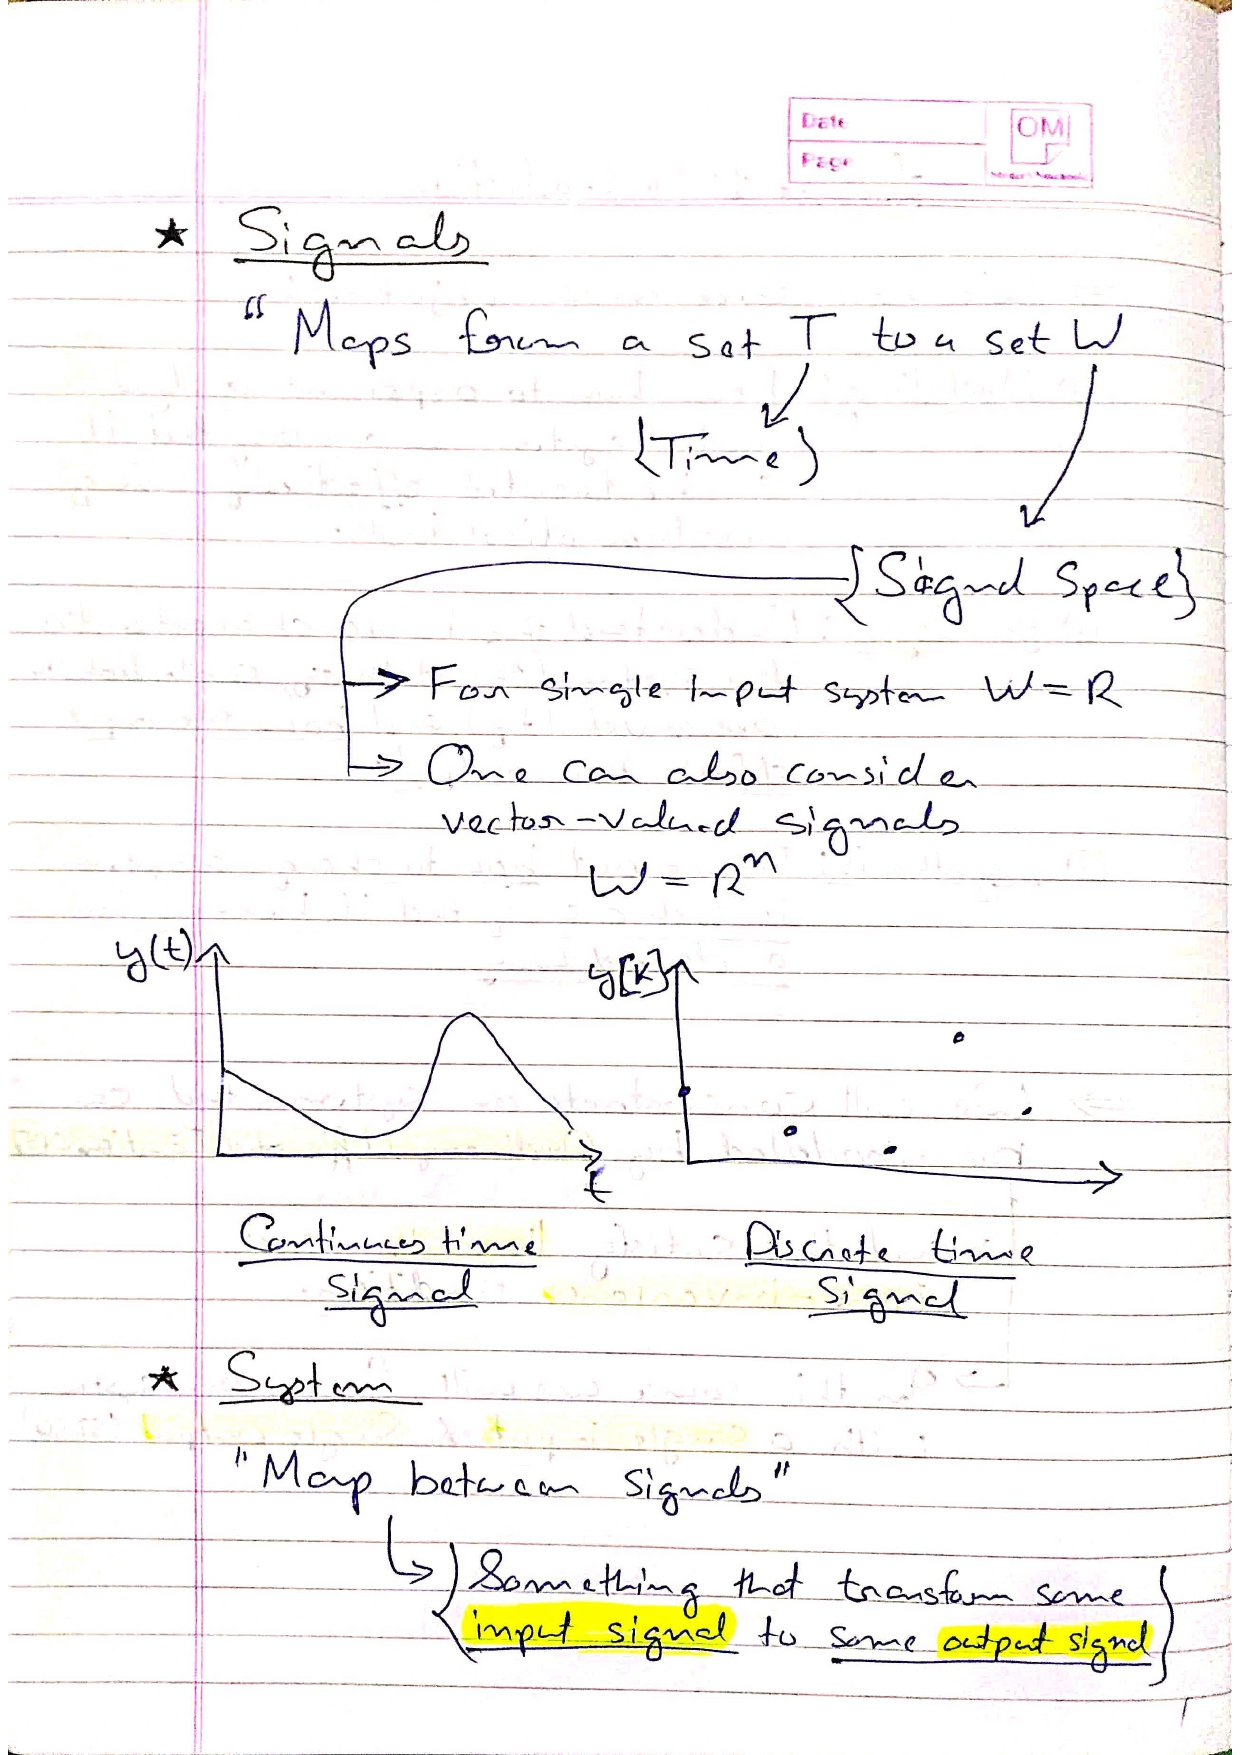 Date
Page
OM
★ Signals
“ Maps from a set T to a set W
{Time}
{Signal Space}
→ For single input system W = R
→ One can also consider
vector-valued signals
W = Rⁿ
y(t)
y[k]
t
Continuous time
signal
Discrete time
Signal
★ System
"Map between signals"
{Something that transform some
input signal to some output signal}
1